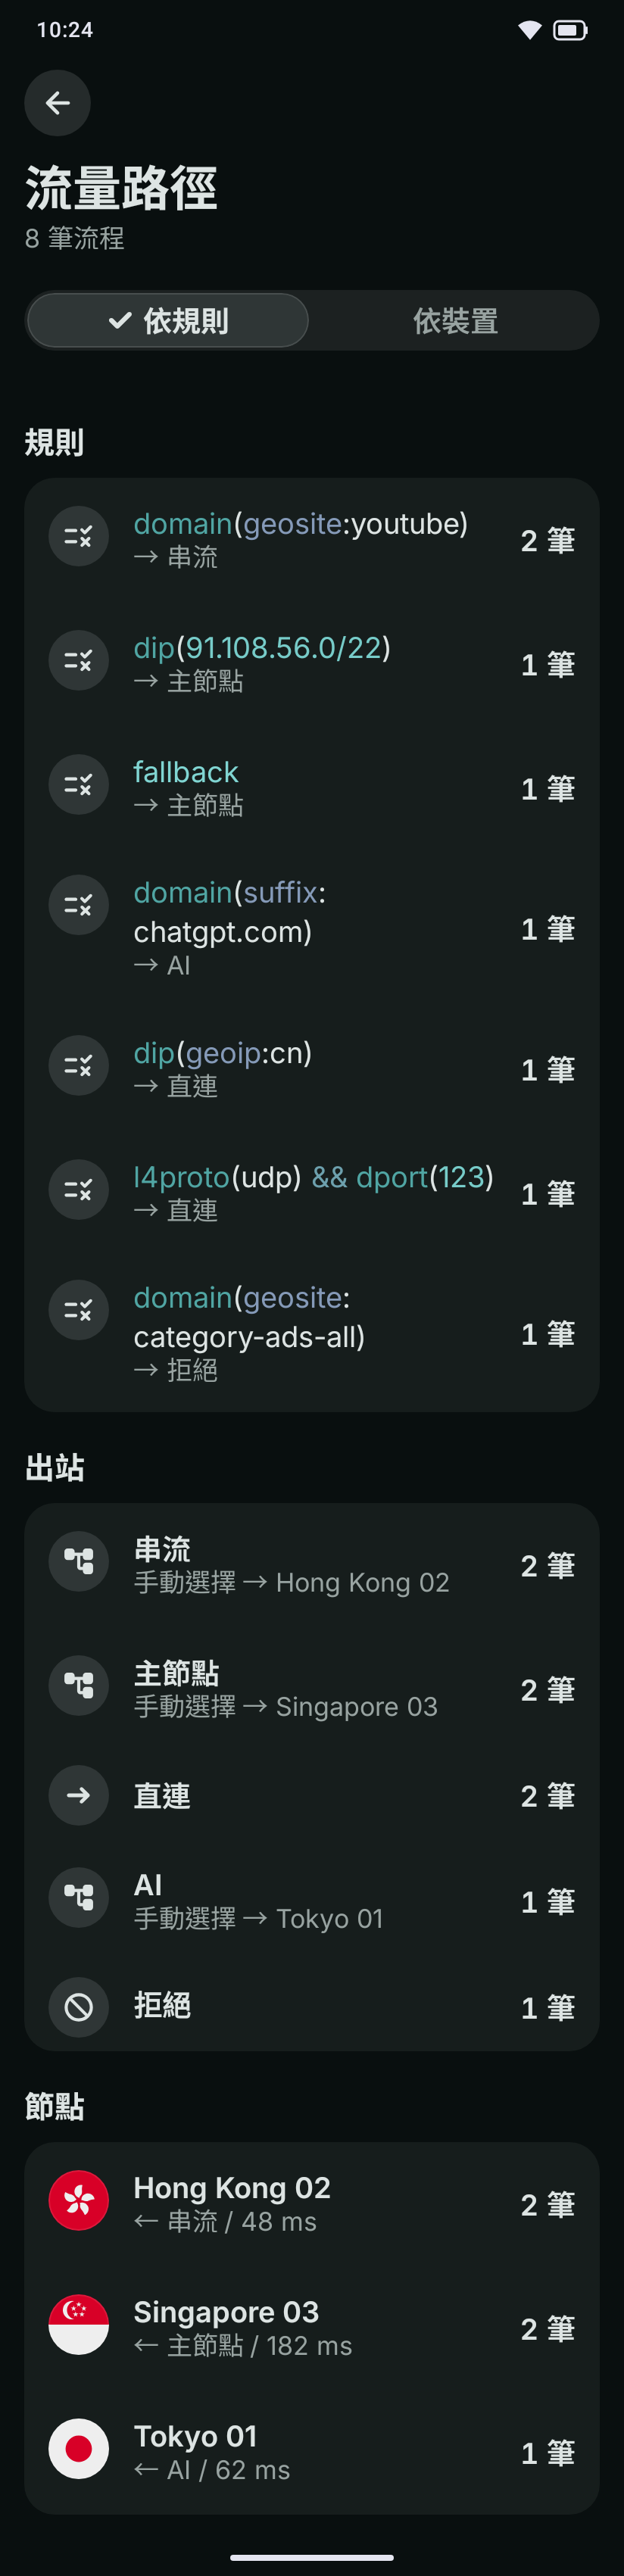 10:24
流量路徑
8 筆流程
依規則
依裝置
規則
domain(geosite:youtube)
→ 串流
2 筆
dip(91.108.56.0/22)
→ 主節點
1 筆
fallback
→ 主節點
1 筆
domain(suffix:
chatgpt.com)
→ AI
1 筆
dip(geoip:cn)
→ 直連
1 筆
l4proto(udp) && dport(123)
→ 直連
1 筆
domain(geosite:
category-ads-all)
→ 拒絕
1 筆
出站
串流
手動選擇 → Hong Kong 02
2 筆
主節點
手動選擇 → Singapore 03
2 筆
直連
2 筆
AI
手動選擇 → Tokyo 01
1 筆
拒絕
1 筆
節點
Hong Kong 02
← 串流 / 48 ms
2 筆
Singapore 03
← 主節點 / 182 ms
2 筆
Tokyo 01
← AI / 62 ms
1 筆